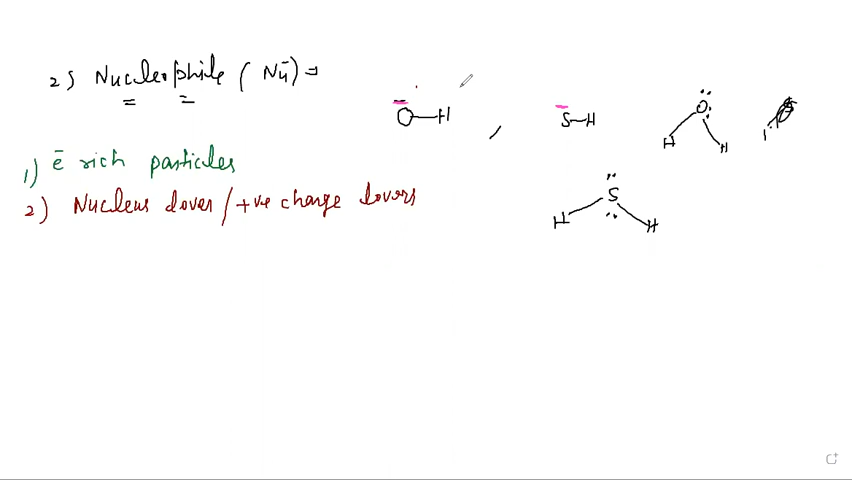 2) Nucleophile (Nu⁻) ⇒
O—H , S—H
O
H H
1) e⁻ rich particles
2) Nucleus lover / +ve charge lovers
S
H H